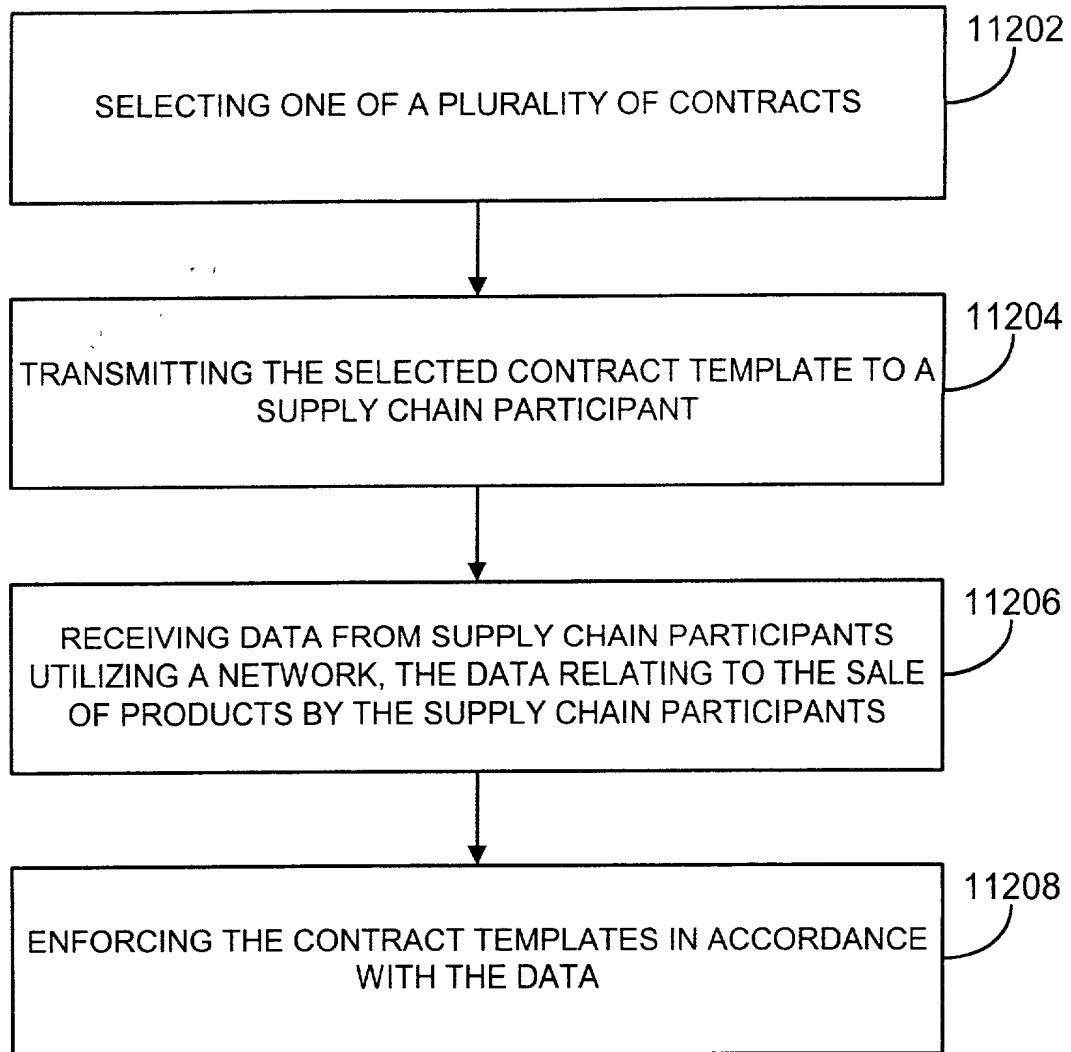 11202
SELECTING ONE OF A PLURALITY OF CONTRACTS
11204
TRANSMITTING THE SELECTED CONTRACT TEMPLATE TO A
SUPPLY CHAIN PARTICIPANT
11206
RECEIVING DATA FROM SUPPLY CHAIN PARTICIPANTS
UTILIZING A NETWORK, THE DATA RELATING TO THE SALE
OF PRODUCTS BY THE SUPPLY CHAIN PARTICIPANTS
11208
ENFORCING THE CONTRACT TEMPLATES IN ACCORDANCE
WITH THE DATA